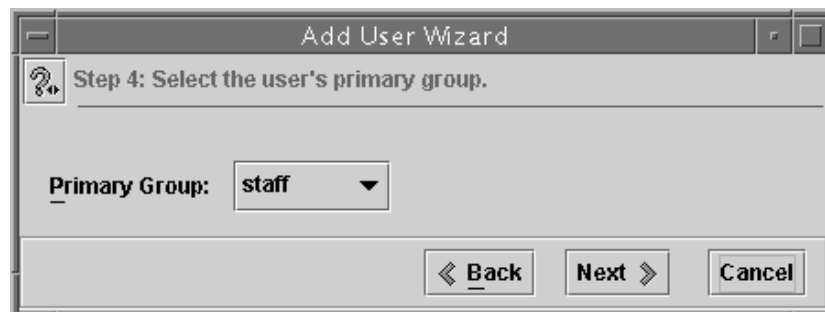 Add User Wizard
Step 4: Select the user's primary group.
Primary Group: staff
Back Next Cancel